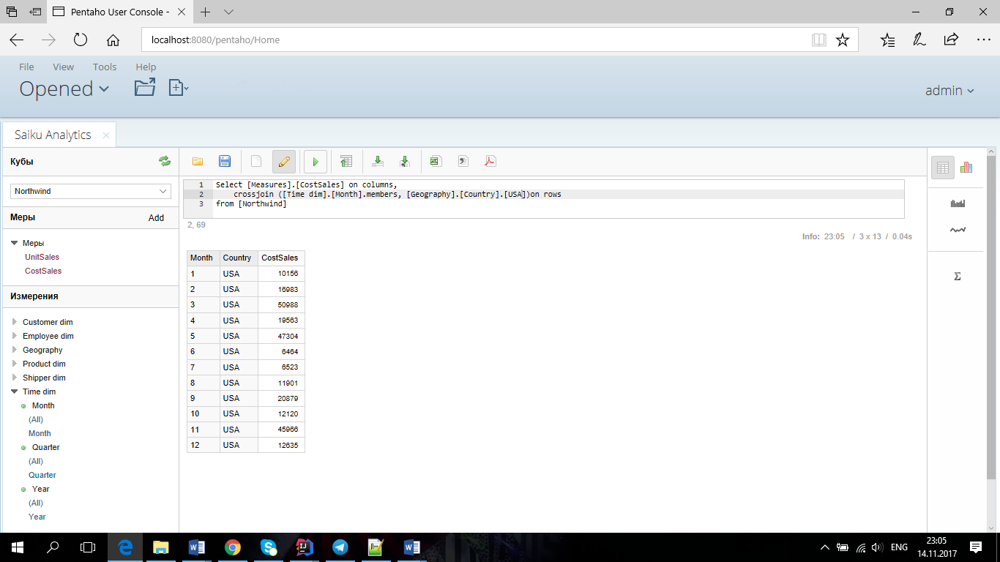 Pentaho User Console -
localhost:8080/pentaho/Home
File View Tools Help
Opened
admin
Saiku Analytics
Кубы
Northwind
Меры Add
Меры
UnitSales
CostSales
Измерения
Customer dim
Employee dim
Geography
Product dim
Shipper dim
Time dim
Month
(All)
Month
Quarter
(All)
Quarter
Year
(All)
Year
1 Select [Measures].[CostSales] on columns,
2 crossjoin ([Time dim].[Month].members, [Geography].[Country].[USA])on rows
3 from [Northwind]
2, 69
Info: 23:05 / 3 x 13 / 0.04s
Month Country CostSales
1 USA 10156
2 USA 16983
3 USA 50988
4 USA 19563
5 USA 47304
6 USA 6464
7 USA 6523
8 USA 11901
9 USA 20879
10 USA 12120
11 USA 45966
12 USA 12635
Σ
ENG
23:05
14.11.2017